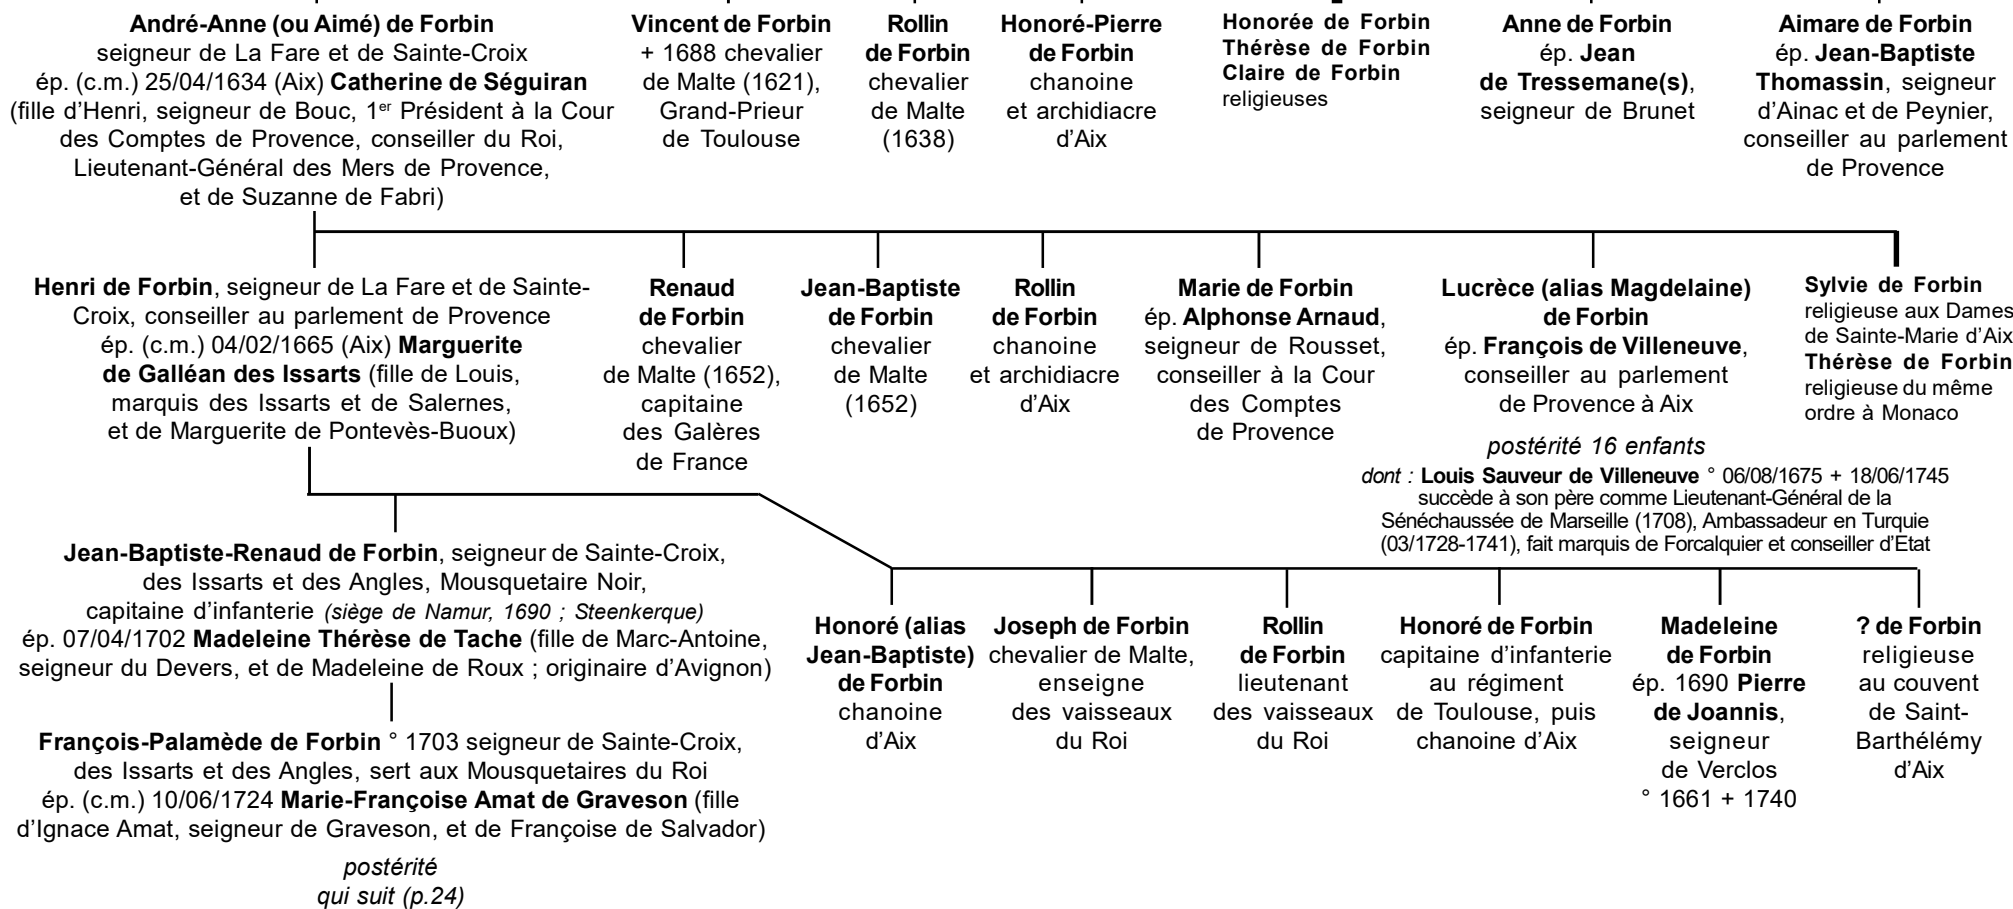 André-Anne (ou Aimé) de Forbin
seigneur de La Fare et de Sainte-Croix
ép. (c.m.) 25/04/1634 (Aix) Catherine de Séguiran
(fille d'Henri, seigneur de Bouc, 1er Président à la Cour
des Comptes de Provence, conseiller du Roi,
Lieutenant-Général des Mers de Provence,
et de Suzanne de Fabri)
Vincent de Forbin
+ 1688 chevalier
de Malte (1621),
Grand-Prieur
de Toulouse
Rollin
de Forbin
chevalier
de Malte
(1638)
Honoré-Pierre
de Forbin
chanoine
et archidiacre
d'Aix
Honorée de Forbin
Thérèse de Forbin
Claire de Forbin
religieuses
Anne de Forbin
ép. Jean
de Tressemane(s),
seigneur de Brunet
Aimare de Forbin
ép. Jean-Baptiste
Thomassin, seigneur
d'Ainac et de Peynier,
conseiller au parlement
de Provence
Henri de Forbin, seigneur de La Fare et de Sainte-
Croix, conseiller au parlement de Provence
ép. (c.m.) 04/02/1665 (Aix) Marguerite
de Galléan des Issarts (fille de Louis,
marquis des Issarts et de Salernes,
et de Marguerite de Pontevès-Buoux)
Renaud
de Forbin
chevalier
de Malte (1652),
capitaine
des Galères
de France
Jean-Baptiste
de Forbin
chevalier
de Malte
(1652)
Rollin
de Forbin
chanoine
et archidiacre
d'Aix
Marie de Forbin
ép. Alphonse Arnaud,
seigneur de Rousset,
conseiller à la Cour
des Comptes
de Provence
Lucrèce (alias Magdelaine)
de Forbin
ép. François de Villeneuve,
conseiller au parlement
de Provence à Aix
postérité 16 enfants
dont : Louis Sauveur de Villeneuve ° 06/08/1675 + 18/06/1745
succède à son père comme Lieutenant-Général de la
Sénéchaussée de Marseille (1708), Ambassadeur en Turquie
(03/1728-1741), fait marquis de Forcalquier et conseiller d'Etat
Sylvie de Forbin
religieuse aux Dames
de Sainte-Marie d'Aix
Thérèse de Forbin
religieuse du même
ordre à Monaco
Jean-Baptiste-Renaud de Forbin, seigneur de Sainte-Croix,
des Issarts et des Angles, Mousquetaire Noir,
capitaine d'infanterie (siège de Namur, 1690 ; Steenkerque)
ép. 07/04/1702 Madeleine Thérèse de Tache (fille de Marc-Antoine,
seigneur du Devers, et de Madeleine de Roux ; originaire d'Avignon)
Honoré (alias
Jean-Baptiste)
de Forbin
chanoine
d'Aix
Joseph de Forbin
chevalier de Malte,
enseigne
des vaisseaux
du Roi
Rollin
de Forbin
lieutenant
des vaisseaux
du Roi
Honoré de Forbin
capitaine d'infanterie
au régiment
de Toulouse, puis
chanoine d'Aix
Madeleine
de Forbin
ép. 1690 Pierre
de Joannis,
seigneur
de Verclos
° 1661 + 1740
? de Forbin
religieuse
au couvent
de Saint-
Barthélémy
d'Aix
François-Palamède de Forbin ° 1703 seigneur de Sainte-Croix,
des Issarts et des Angles, sert aux Mousquetaires du Roi
ép. (c.m.) 10/06/1724 Marie-Françoise Amat de Graveson (fille
d'Ignace Amat, seigneur de Graveson, et de Françoise de Salvador)
postérité
qui suit (p.24)